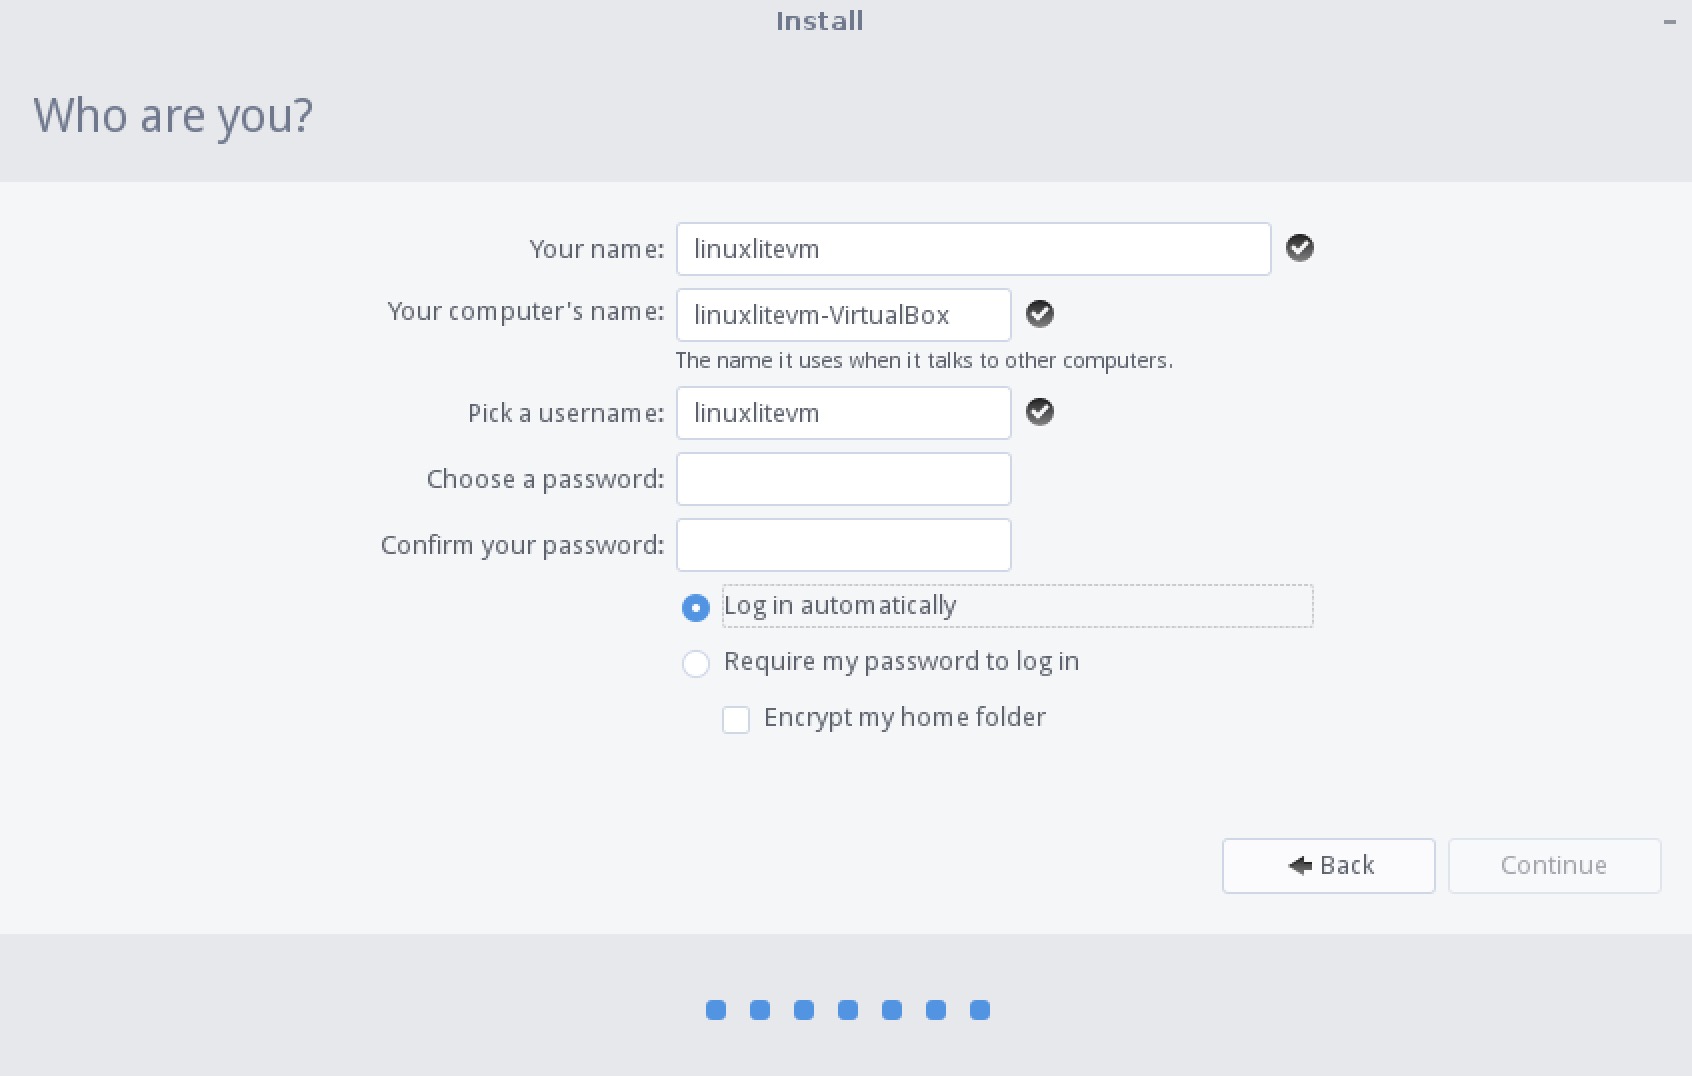 Install
Who are you?
Your name: linuxlitevm
Your computer's name: linuxlitevm-VirtualBox
The name it uses when it talks to other computers.
Pick a username: linuxlitevm
Choose a password:
Confirm your password:
Log in automatically
Require my password to log in
Encrypt my home folder
Back Continue